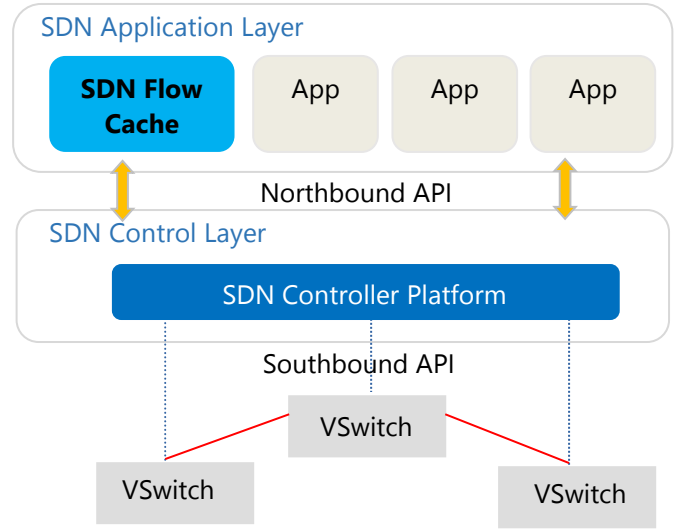 SDN Application Layer
SDN Flow
Cache
App
App
App
Northbound API
SDN Control Layer
SDN Controller Platform
Southbound API
VSwitch
VSwitch
VSwitch